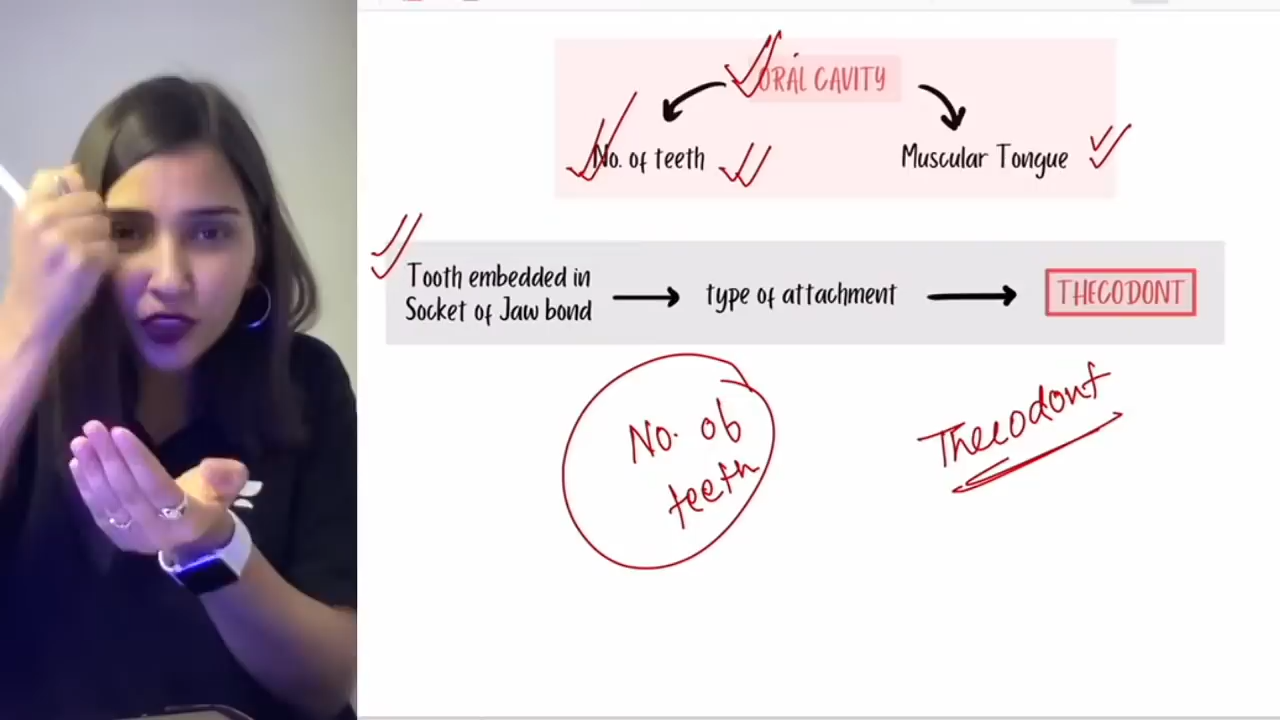 ORAL CAVITY
No. of teeth
Muscular Tongue
Tooth embedded in
Socket of Jaw bond
type of attachment
THECODONT
No. of
teeth
Thecodont